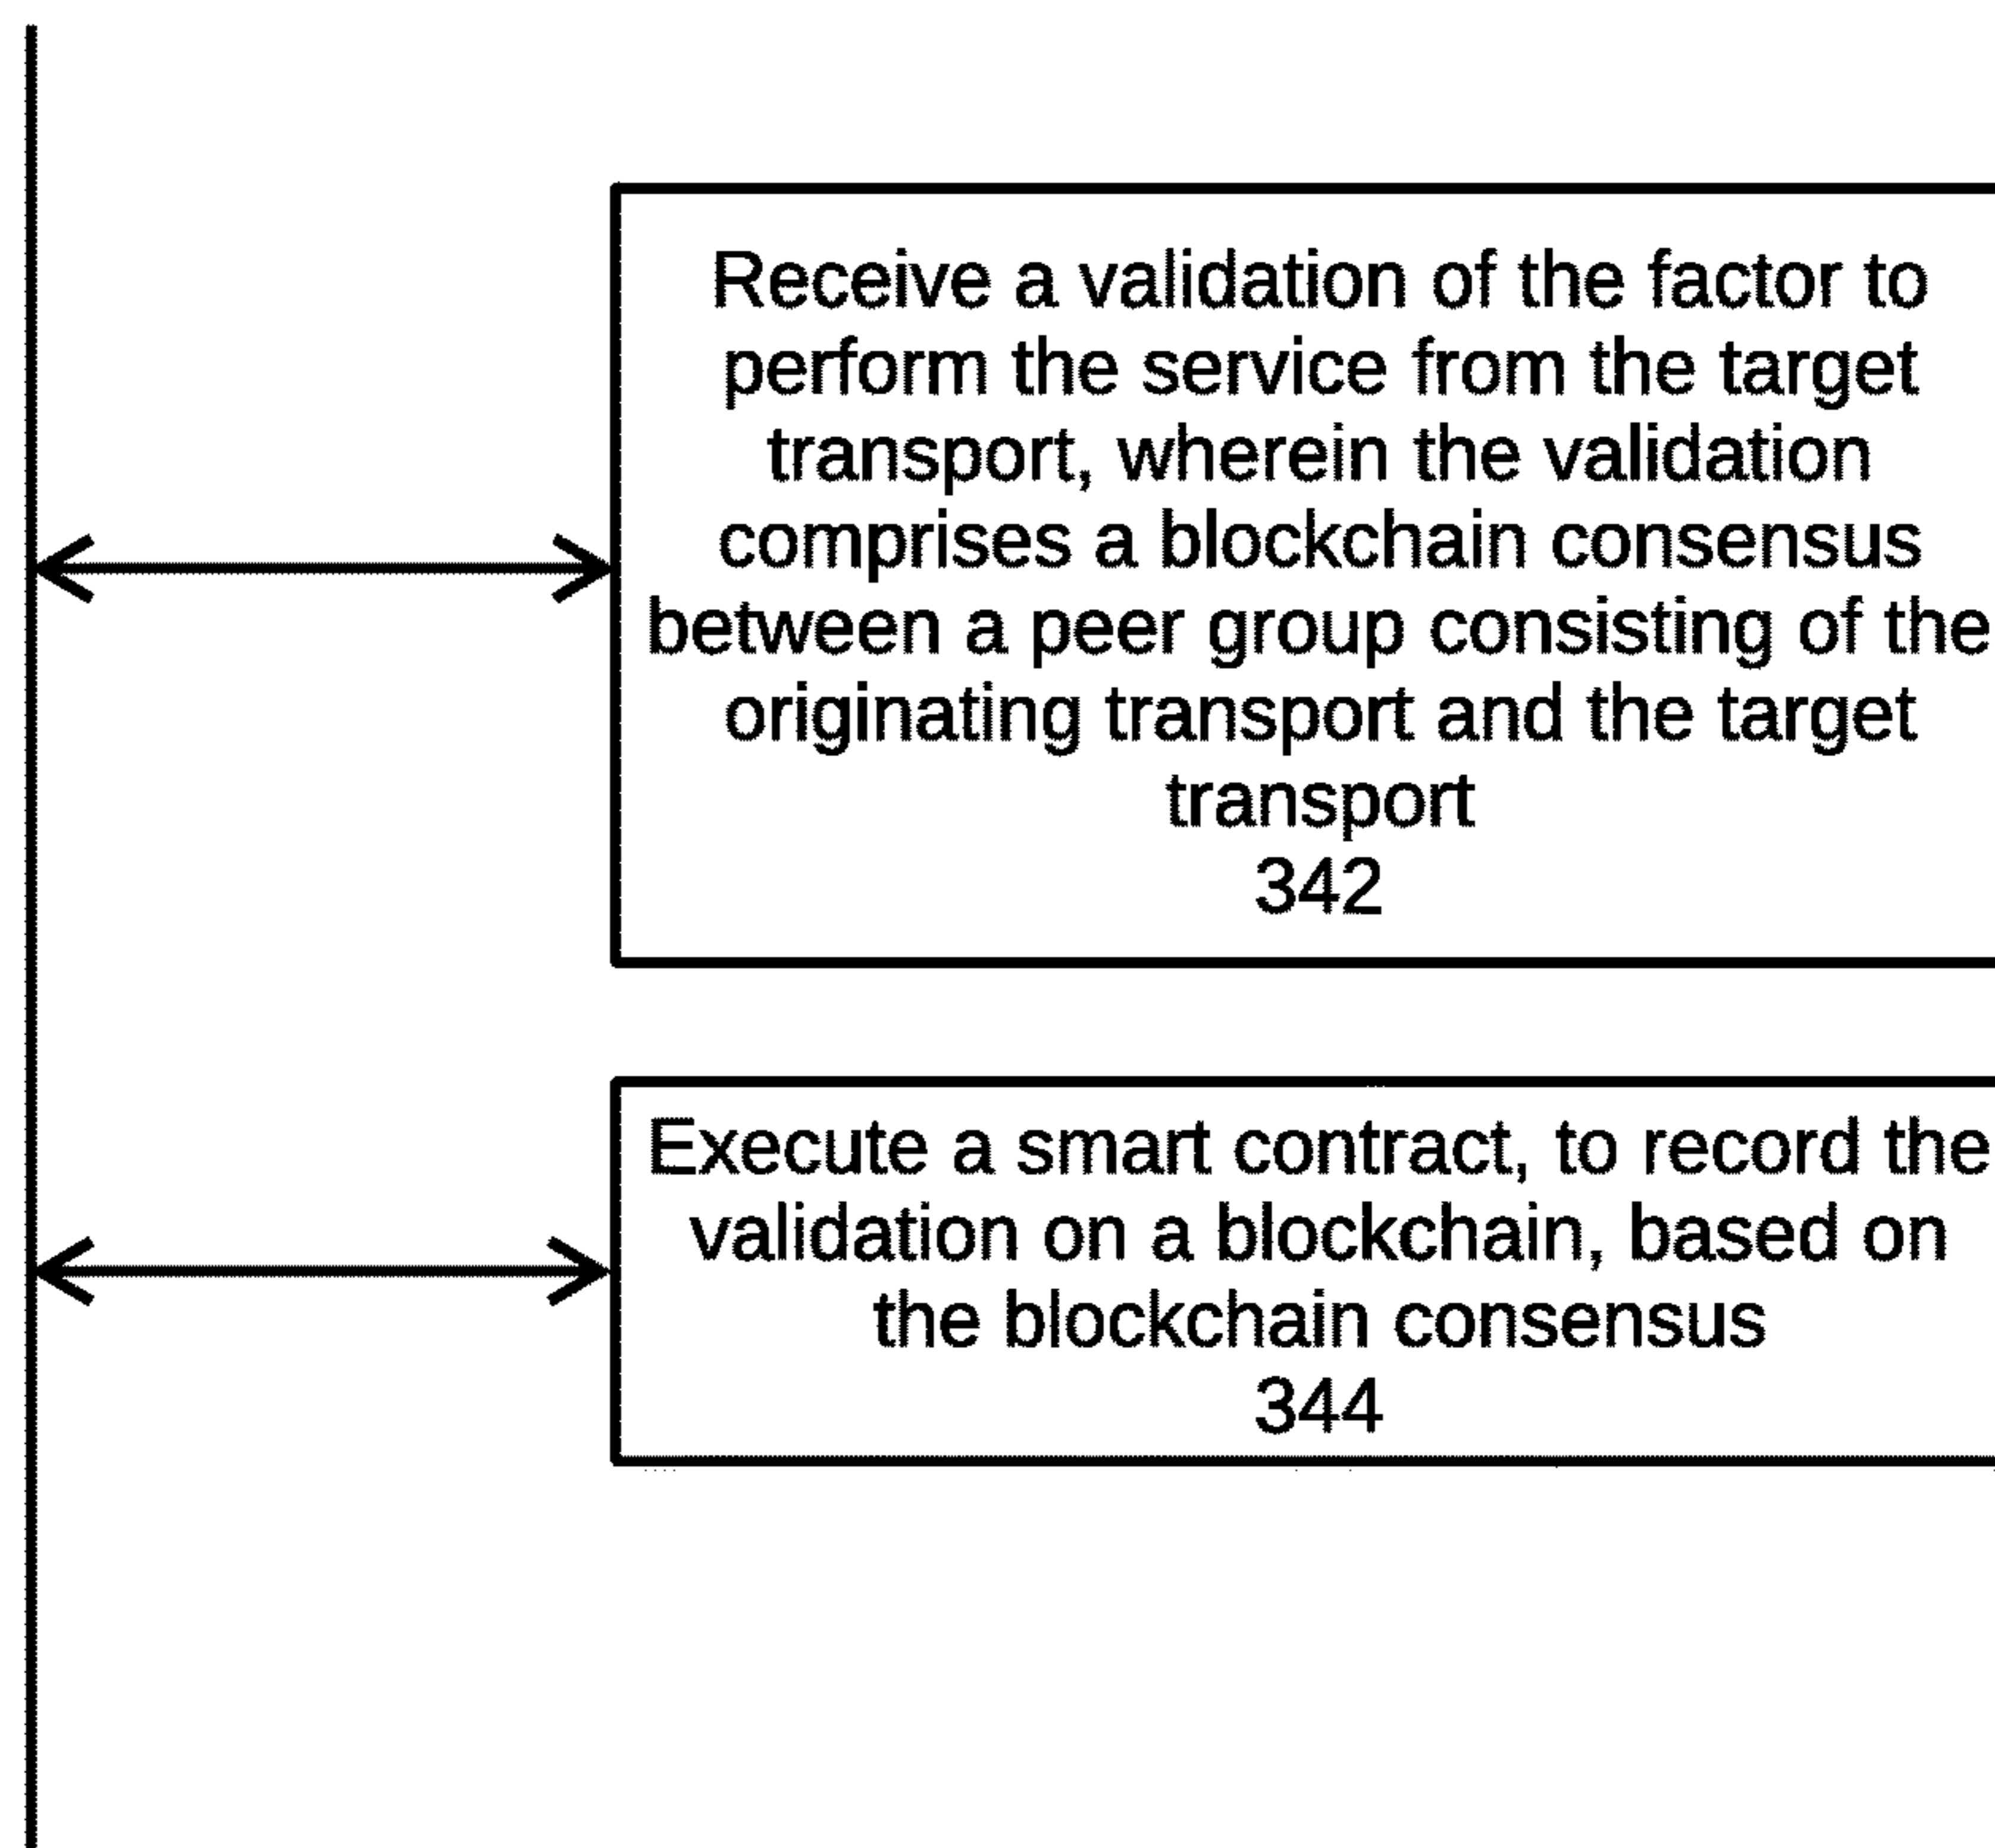 Receive a validation of the factor to
perform the service from the target
transport, wherein the validation
comprises a blockchain consensus
between a peer group consisting of the
originating transport and the target
transport
342
Execute a smart contract, to record the
validation on a blockchain, based on
the blockchain consensus
344